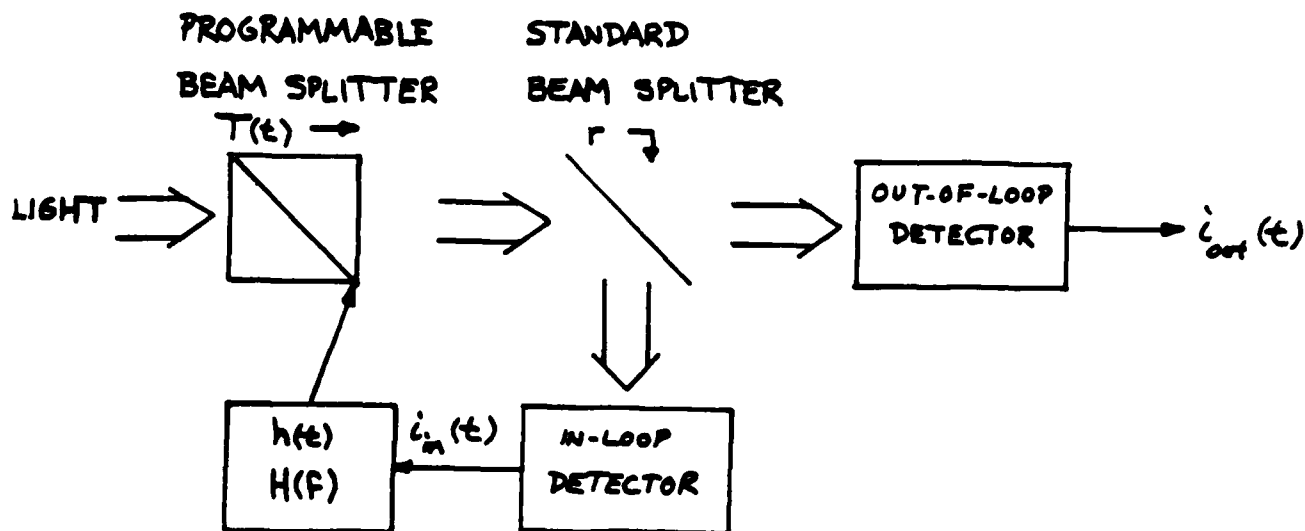 PROGRAMMABLE
BEAM SPLITTER
T(t)
STANDARD
BEAM SPLITTER
r
LIGHT
OUT-OF-LOOP
DETECTOR
i_out(t)
h(t)
H(f)
i_in(t)
IN-LOOP
DETECTOR